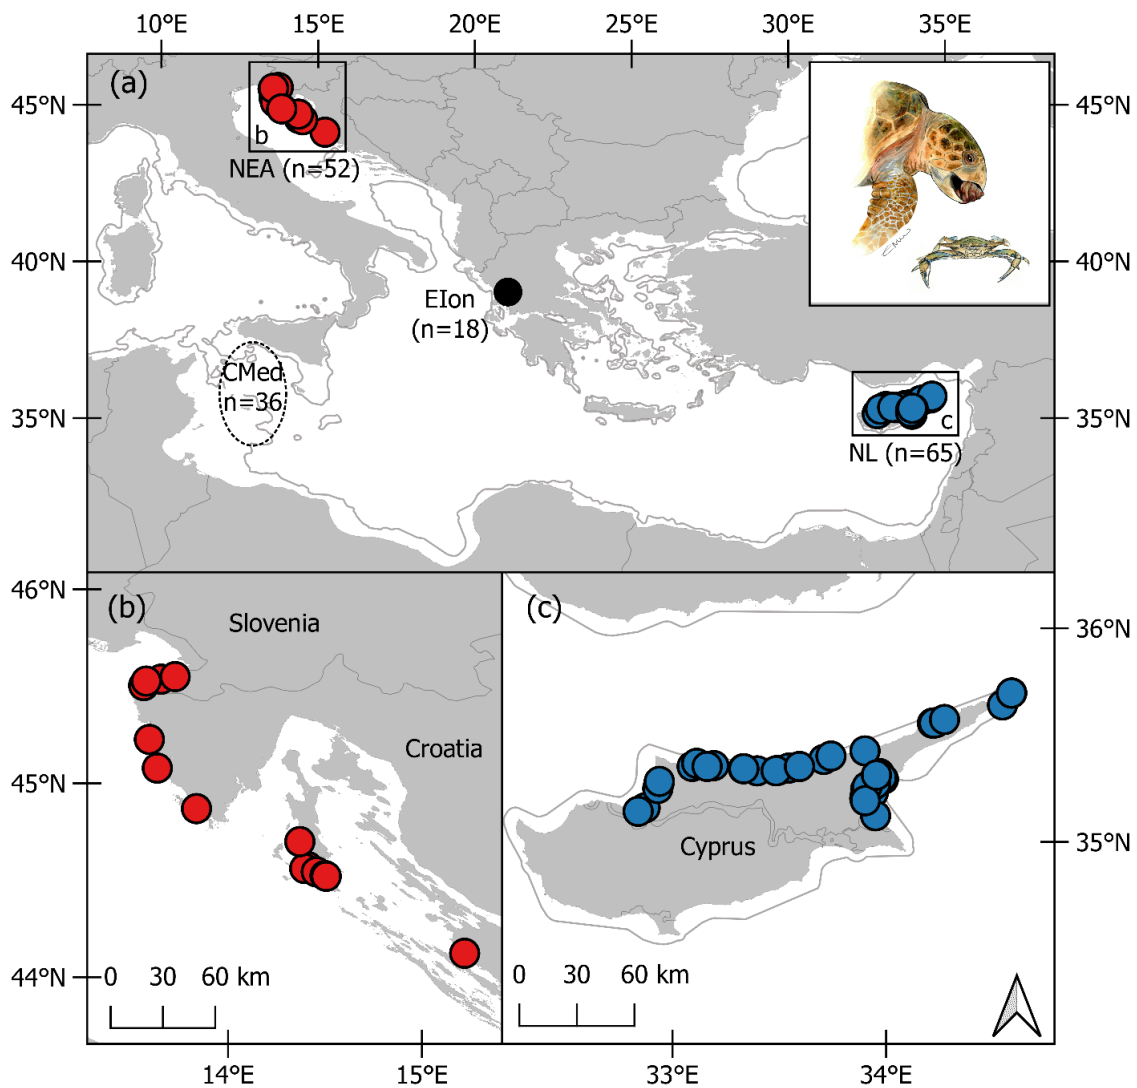 10°E 15°E 20°E 25°E 30°E 35°E
(a)
45°N 45°N
b
NEA (n=52)
40°N 40°N
EIon
(n=18)
CMed
n=36
35°N 35°N
c
NL (n=65)
46°N
(b)
(c)
Slovenia
36°N
Croatia
45°N
35°N
Cyprus
44°N
0 30 60 km
0 30 60 km
14°E 15°E 33°E 34°E